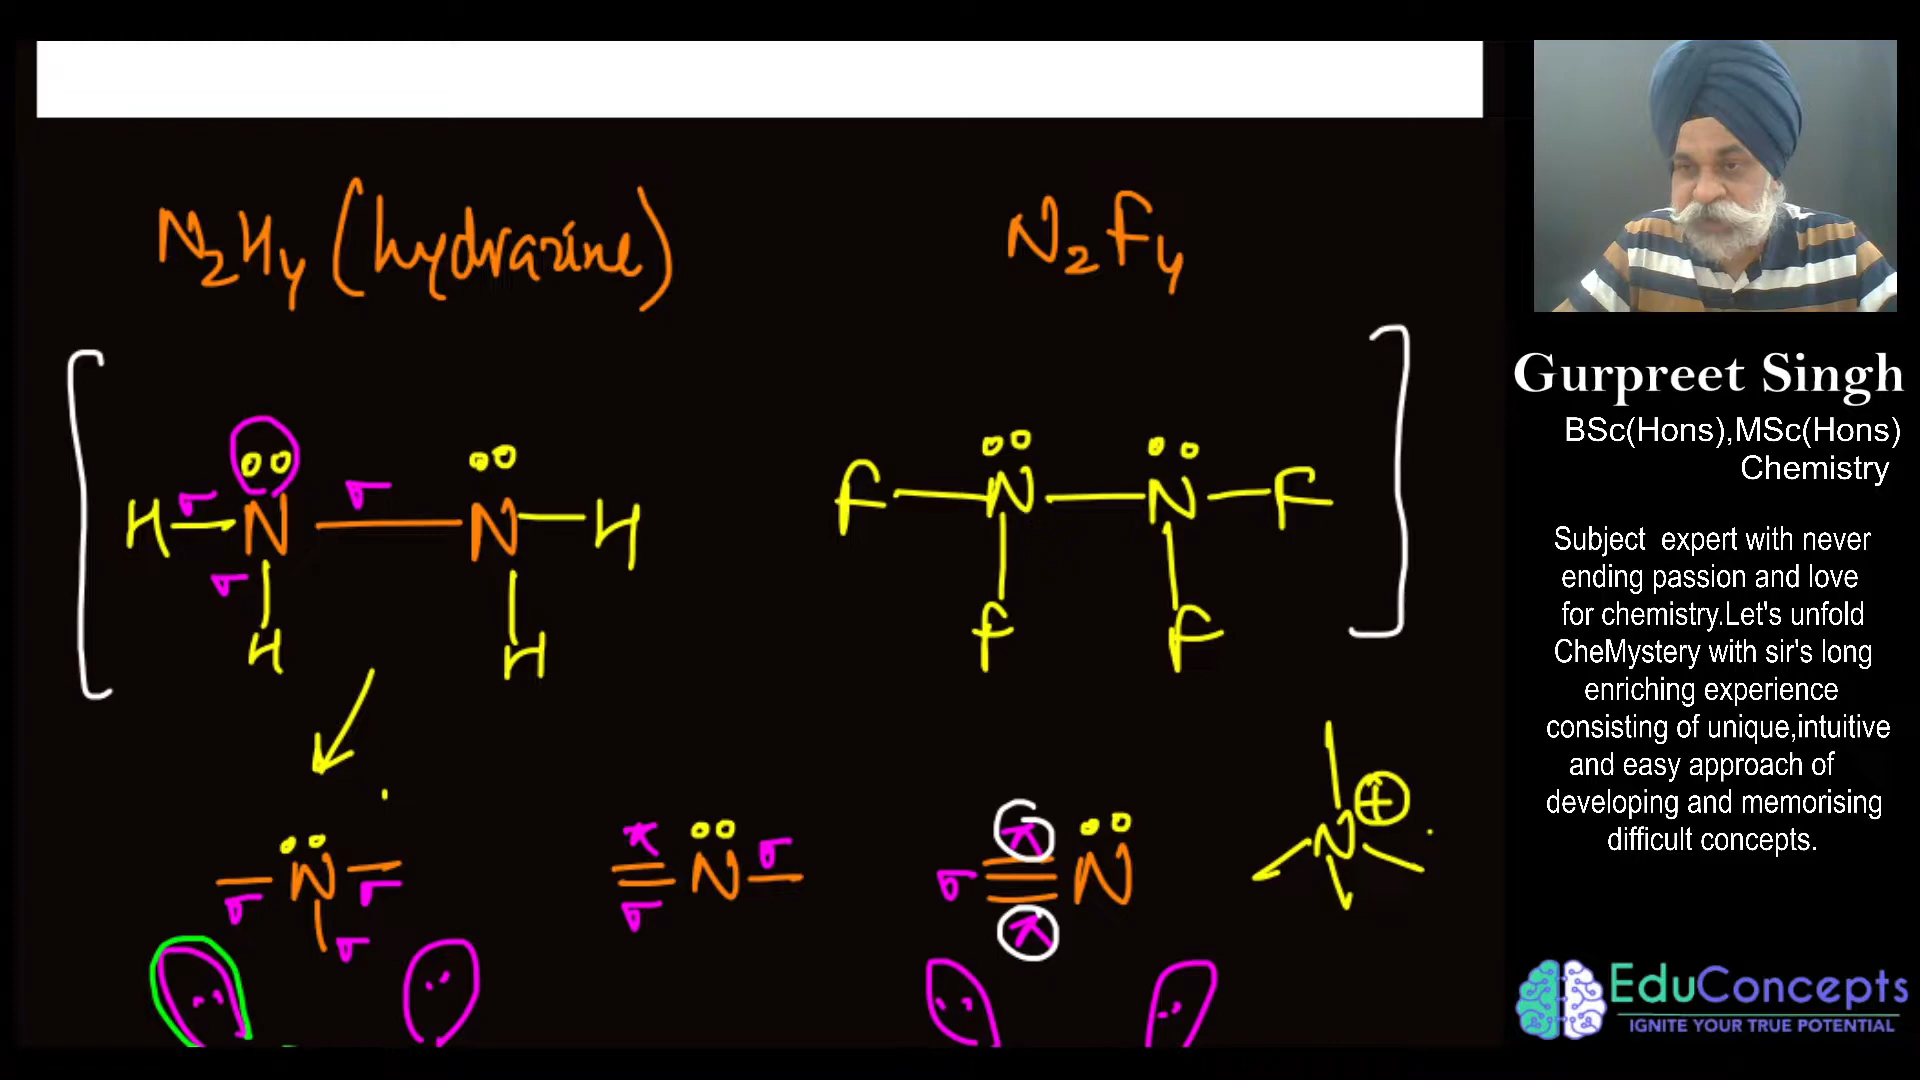 N2H4 (hydrazine)
N2F4
H σ N σ N H
σ
H H
F N N F
F F
N
σ σ
σ
π N σ
σ
π N
σ
π
N +
Gurpreet Singh
BSc(Hons),MSc(Hons)
Chemistry
Subject expert with never
ending passion and love
for chemistry.Let's unfold
CheMystery with sir's long
enriching experience
consisting of unique,intuitive
and easy approach of
developing and memorising
difficult concepts.
EduConcepts
IGNITE YOUR TRUE POTENTIAL